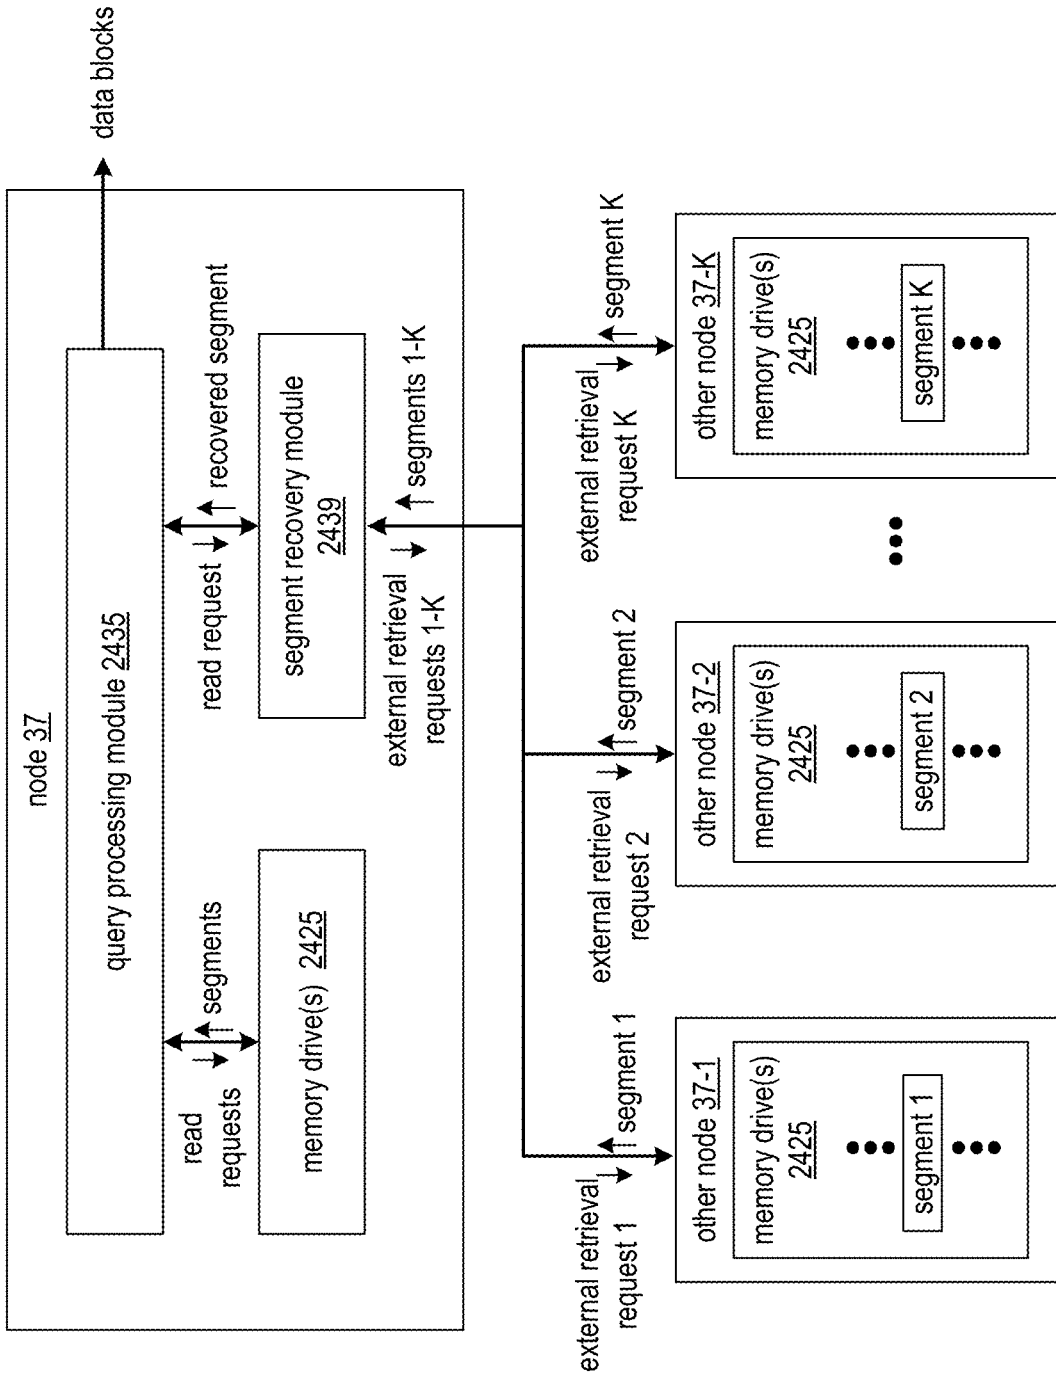 node 37
query processing module 2435
data blocks
read
requests
segments
read request
recovered segment
memory drive(s) 2425
segment recovery module
2439
external retrieval
requests 1-K
segments 1-K
external retrieval
request 1
segment 1
external retrieval
request 2
segment 2
external retrieval
request K
segment K
other node 37-1
memory drive(s)
2425
segment 1
other node 37-2
memory drive(s)
2425
segment 2
other node 37-K
memory drive(s)
2425
segment K